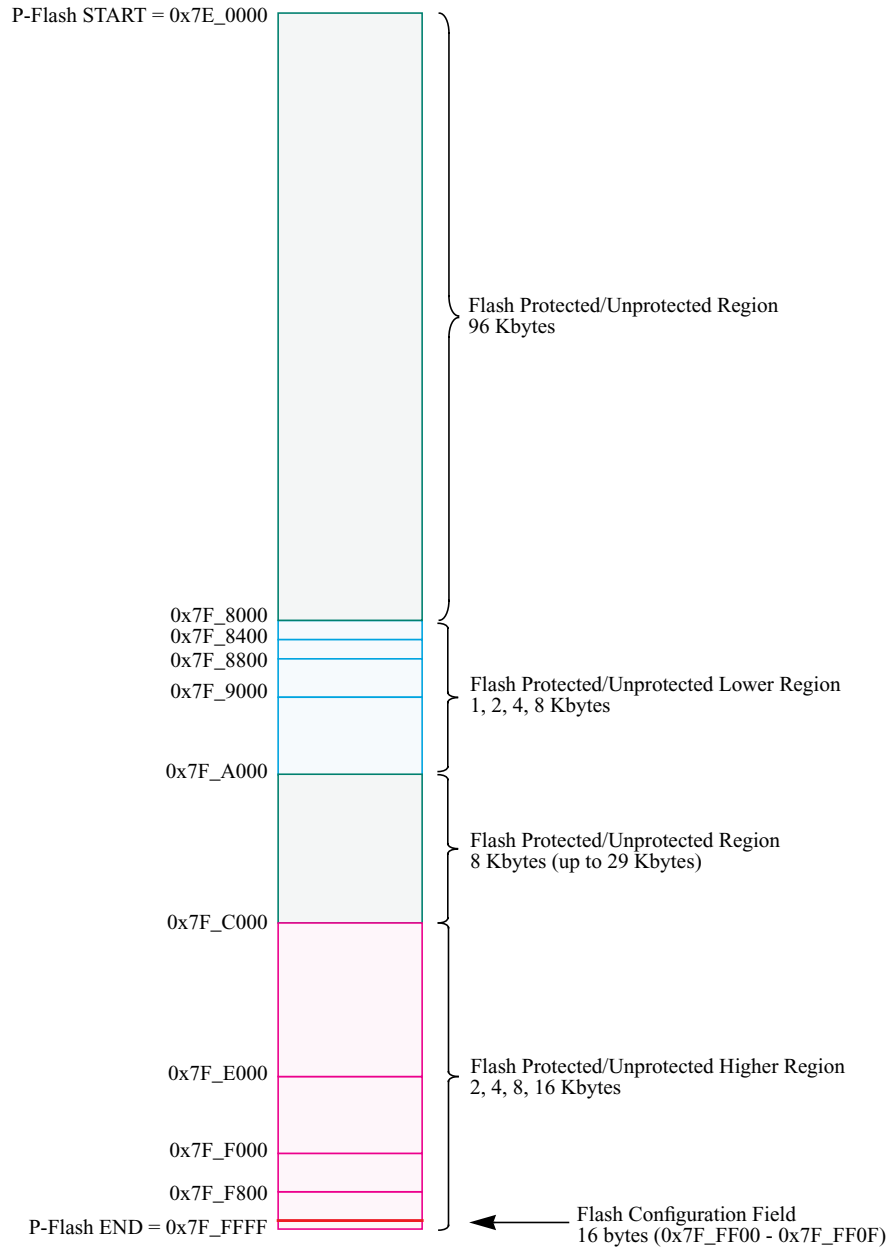 P-Flash START = 0x7E_0000
Flash Protected/Unprotected Region
96 Kbytes
0x7F_8000
0x7F_8400
0x7F_8800
0x7F_9000
Flash Protected/Unprotected Lower Region
1, 2, 4, 8 Kbytes
0x7F_A000
Flash Protected/Unprotected Region
8 Kbytes (up to 29 Kbytes)
0x7F_C000
Flash Protected/Unprotected Higher Region
2, 4, 8, 16 Kbytes
0x7F_E000
0x7F_F000
0x7F_F800
P-Flash END = 0x7F_FFFF
Flash Configuration Field
16 bytes (0x7F_FF00 - 0x7F_FF0F)